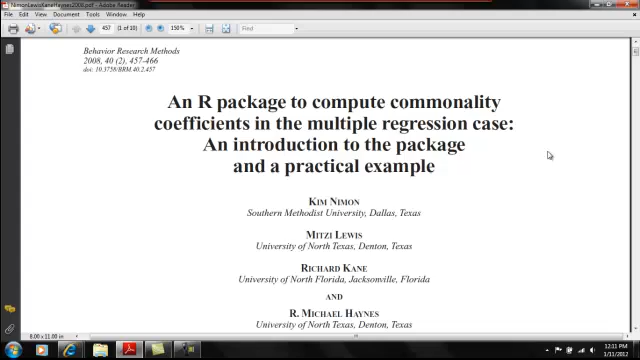 NimonLewisKaneHaynes2008.pdf - Adobe Reader
File Edit View Document Tools Window Help
457 (1 of 10) 150% Find
Behavior Research Methods
2008, 40 (2), 457-466
doi: 10.3758/BRM.40.2.457
An R package to compute commonality
coefficients in the multiple regression case:
An introduction to the package
and a practical example
KIM NIMON
Southern Methodist University, Dallas, Texas
MITZI LEWIS
University of North Texas, Denton, Texas
RICHARD KANE
University of North Florida, Jacksonville, Florida
AND
R. MICHAEL HAYNES
University of North Texas, Denton, Texas
8.00 x 11.00 in
12:11 PM
1/11/2012